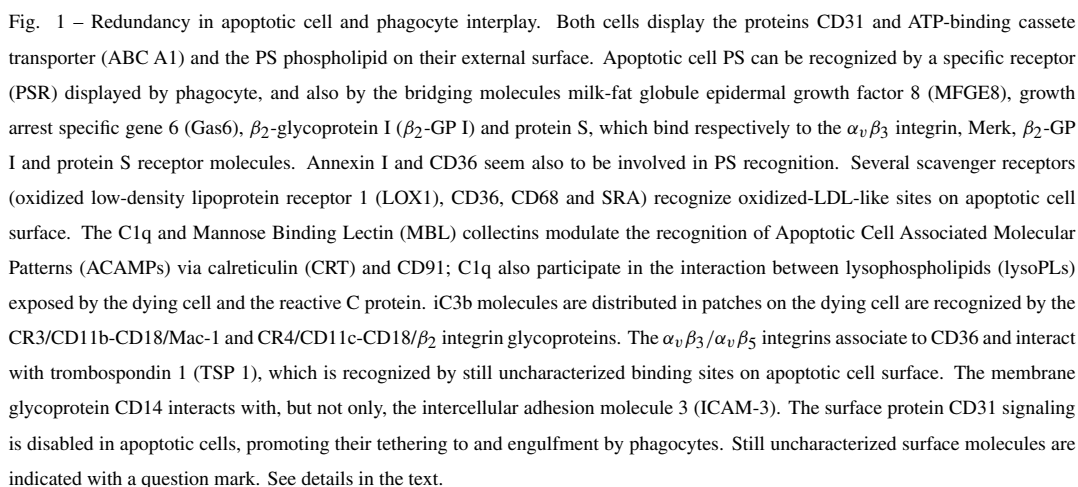 Fig. 1 – Redundancy in apoptotic cell and phagocyte interplay. Both cells display the proteins CD31 and ATP-binding cassete
transporter (ABC A1) and the PS phospholipid on their external surface. Apoptotic cell PS can be recognized by a specific receptor
(PSR) displayed by phagocyte, and also by the bridging molecules milk-fat globule epidermal growth factor 8 (MFGE8), growth
arrest specific gene 6 (Gas6), β2-glycoprotein I (β2-GP I) and protein S, which bind respectively to the αvβ3 integrin, Merk, β2-GP
I and protein S receptor molecules. Annexin I and CD36 seem also to be involved in PS recognition. Several scavenger receptors
(oxidized low-density lipoprotein receptor 1 (LOX1), CD36, CD68 and SRA) recognize oxidized-LDL-like sites on apoptotic cell
surface. The C1q and Mannose Binding Lectin (MBL) collectins modulate the recognition of Apoptotic Cell Associated Molecular
Patterns (ACAMPs) via calreticulin (CRT) and CD91; C1q also participate in the interaction between lysophospholipids (lysoPLs)
exposed by the dying cell and the reactive C protein. iC3b molecules are distributed in patches on the dying cell are recognized by the
CR3/CD11b-CD18/Mac-1 and CR4/CD11c-CD18/β2 integrin glycoproteins. The αvβ3/αvβ5 integrins associate to CD36 and interact
with trombospondin 1 (TSP 1), which is recognized by still uncharacterized binding sites on apoptotic cell surface. The membrane
glycoprotein CD14 interacts with, but not only, the intercellular adhesion molecule 3 (ICAM-3). The surface protein CD31 signaling
is disabled in apoptotic cells, promoting their tethering to and engulfment by phagocytes. Still uncharacterized surface molecules are
indicated with a question mark. See details in the text.